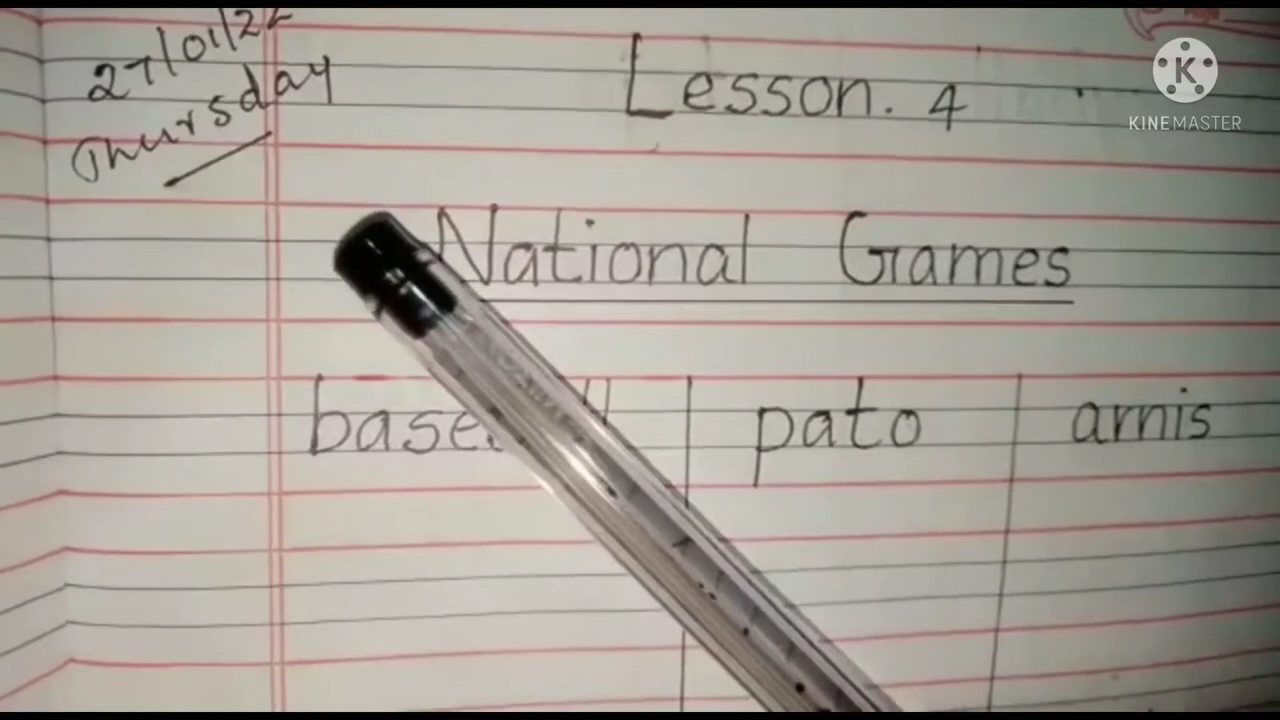 27/01/22
Thursday
Lesson. 4
National Games
pato
arnis
KINEMASTER